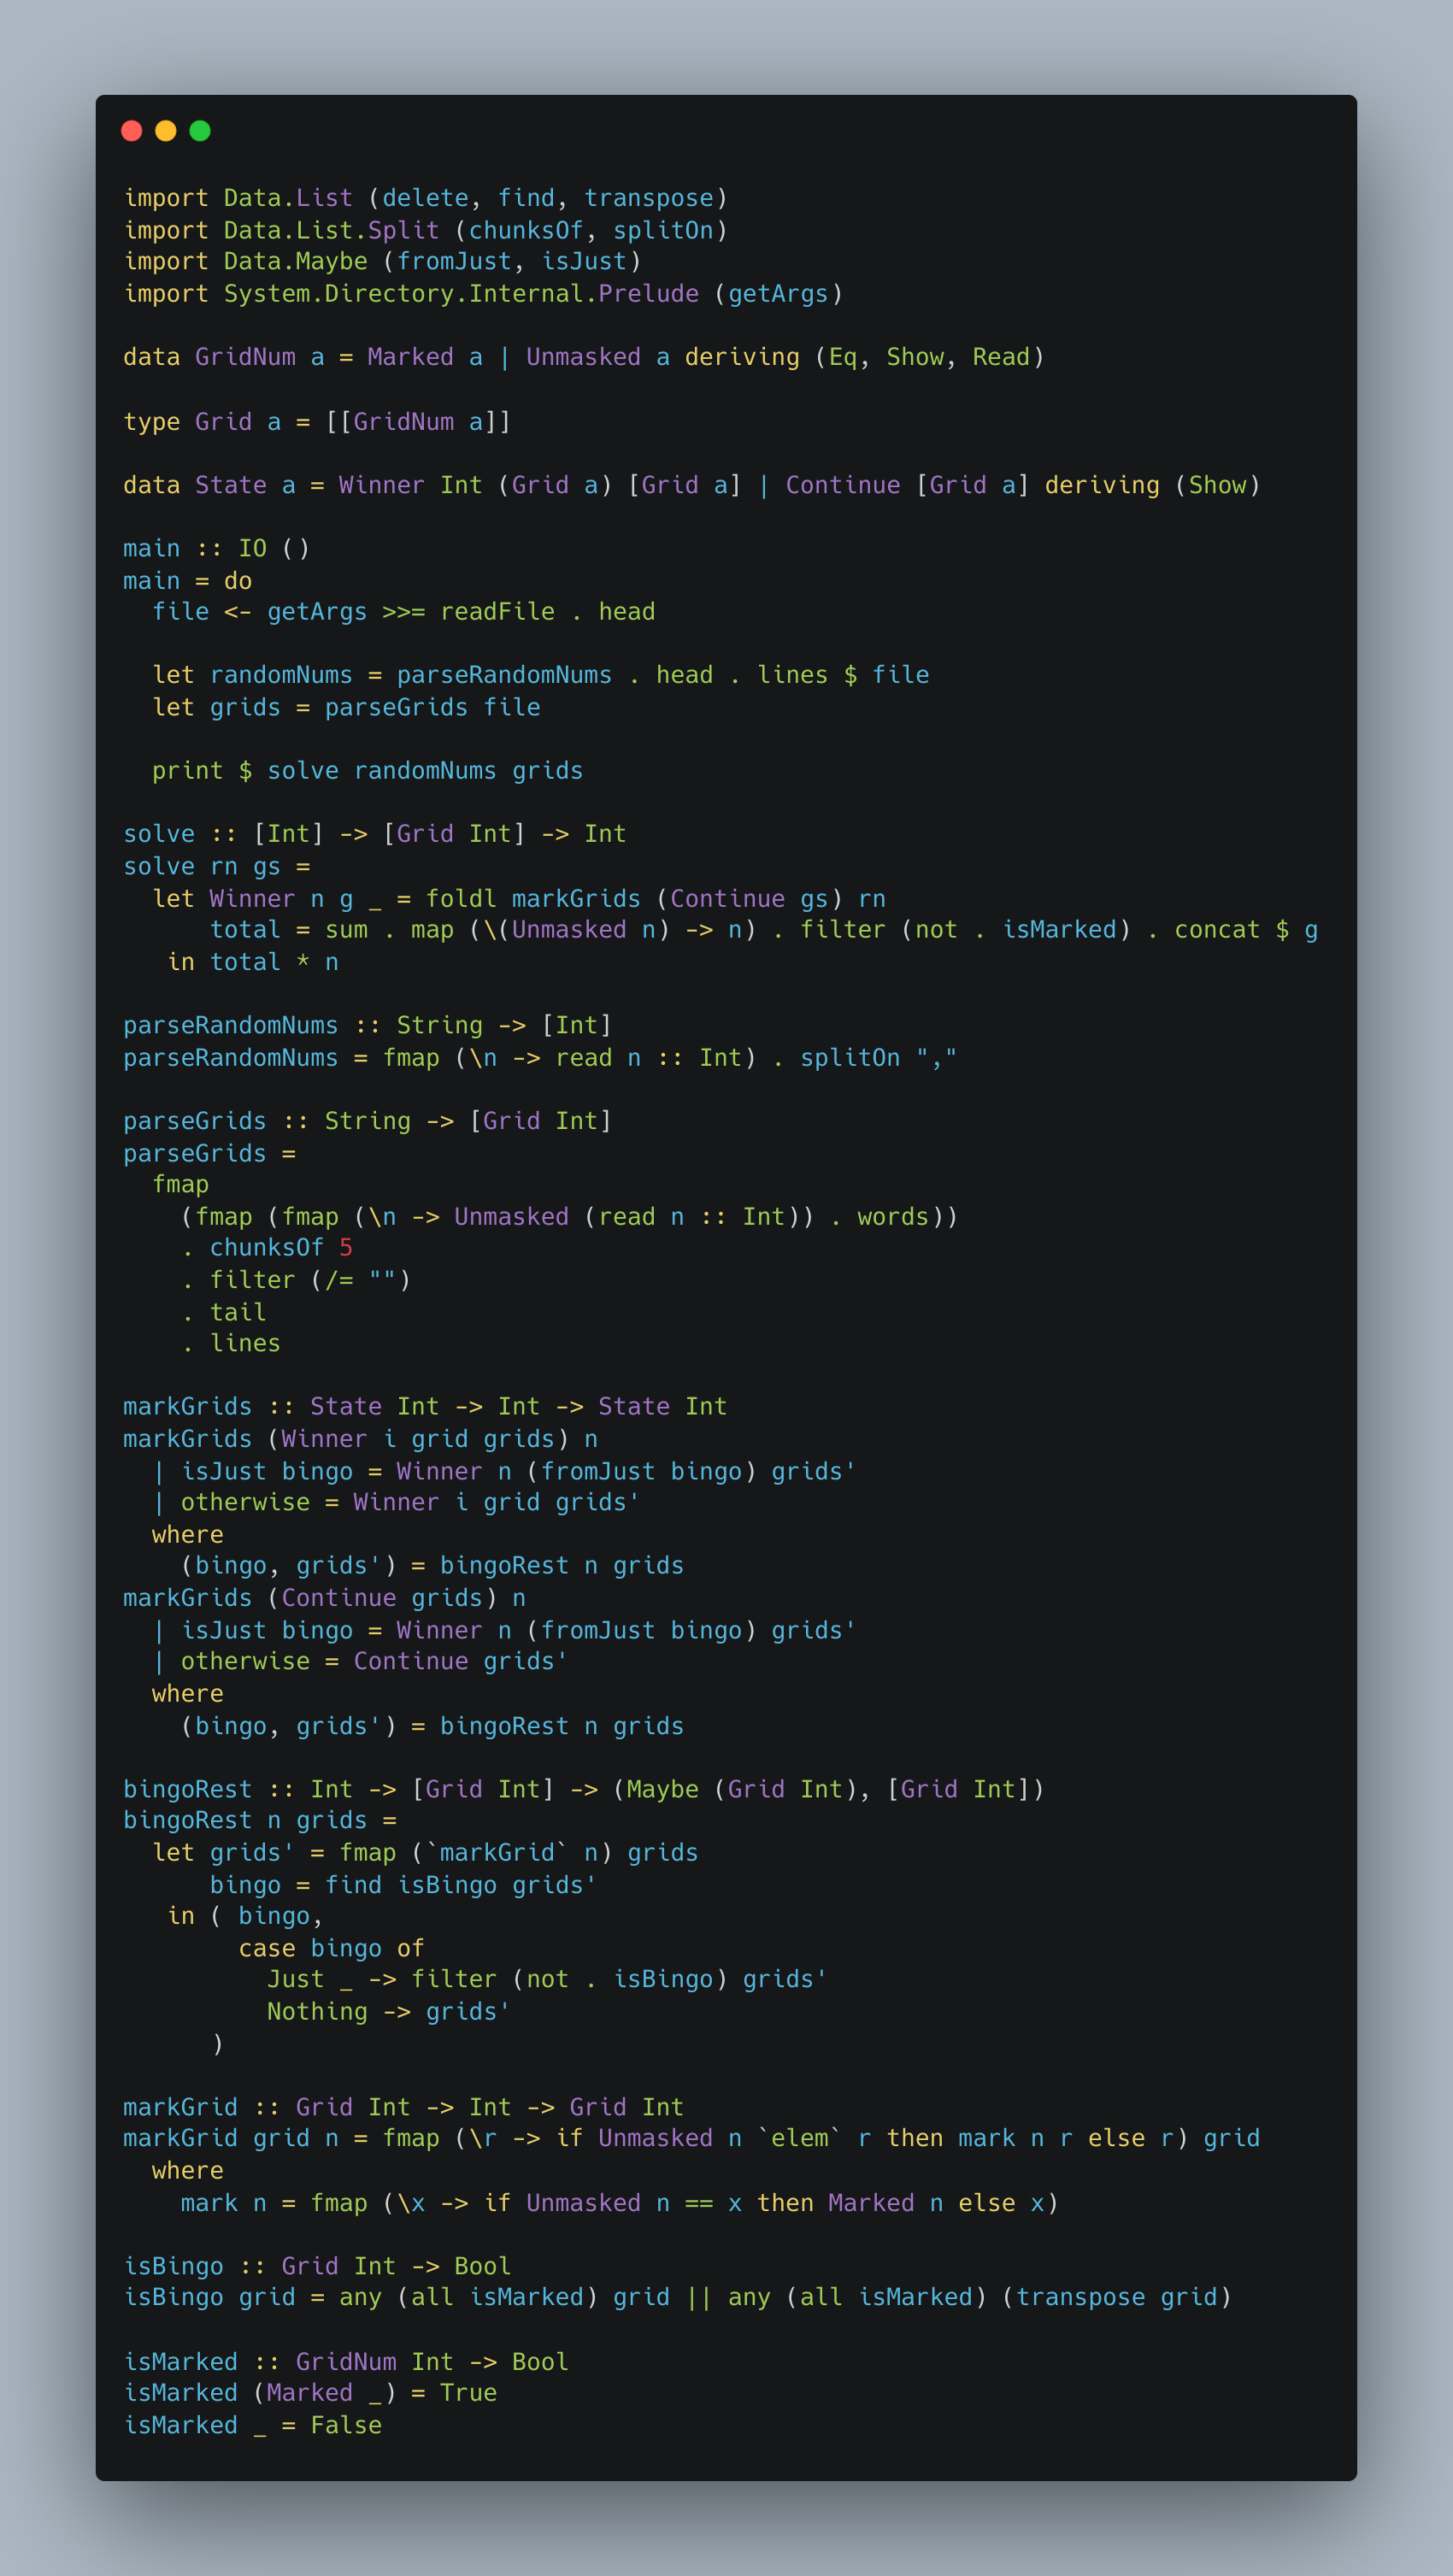 import Data.List (delete, find, transpose)
import Data.List.Split (chunksOf, splitOn)
import Data.Maybe (fromJust, isJust)
import System.Directory.Internal.Prelude (getArgs)

data GridNum a = Marked a | Unmasked a deriving (Eq, Show, Read)

type Grid a = [[GridNum a]]

data State a = Winner Int (Grid a) [Grid a] | Continue [Grid a] deriving (Show)

main :: IO ()
main = do
  file <- getArgs >>= readFile . head

  let randomNums = parseRandomNums . head . lines $ file
  let grids = parseGrids file

  print $ solve randomNums grids

solve :: [Int] -> [Grid Int] -> Int
solve rn gs =
  let Winner n g _ = foldl markGrids (Continue gs) rn
      total = sum . map (\(Unmasked n) -> n) . filter (not . isMarked) . concat $ g
   in total * n

parseRandomNums :: String -> [Int]
parseRandomNums = fmap (\n -> read n :: Int) . splitOn ","

parseGrids :: String -> [Grid Int]
parseGrids =
  fmap
    (fmap (fmap (\n -> Unmasked (read n :: Int)) . words))
    . chunksOf 5
    . filter (/= "")
    . tail
    . lines

markGrids :: State Int -> Int -> State Int
markGrids (Winner i grid grids) n
  | isJust bingo = Winner n (fromJust bingo) grids'
  | otherwise = Winner i grid grids'
  where
    (bingo, grids') = bingoRest n grids
markGrids (Continue grids) n
  | isJust bingo = Winner n (fromJust bingo) grids'
  | otherwise = Continue grids'
  where
    (bingo, grids') = bingoRest n grids

bingoRest :: Int -> [Grid Int] -> (Maybe (Grid Int), [Grid Int])
bingoRest n grids =
  let grids' = fmap (`markGrid` n) grids
      bingo = find isBingo grids'
   in ( bingo,
        case bingo of
          Just _ -> filter (not . isBingo) grids'
          Nothing -> grids'
      )

markGrid :: Grid Int -> Int -> Grid Int
markGrid grid n = fmap (\r -> if Unmasked n `elem` r then mark n r else r) grid
  where
    mark n = fmap (\x -> if Unmasked n == x then Marked n else x)

isBingo :: Grid Int -> Bool
isBingo grid = any (all isMarked) grid || any (all isMarked) (transpose grid)

isMarked :: GridNum Int -> Bool
isMarked (Marked _) = True
isMarked _ = False